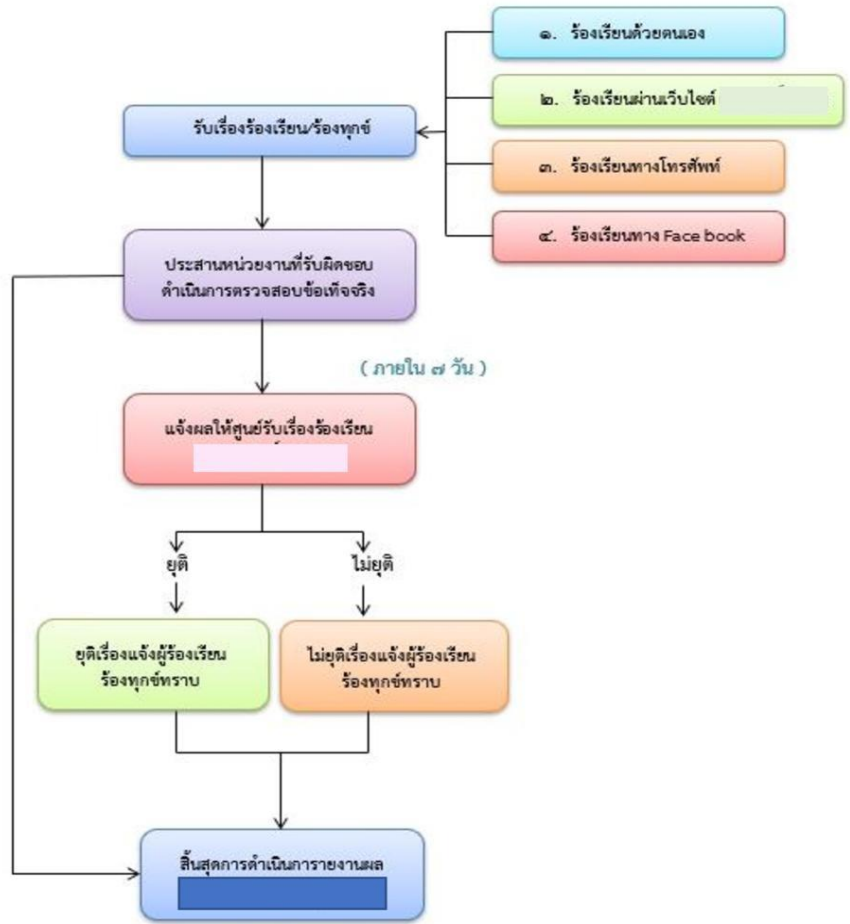 ๑. ร้องเรียนด้วยตนเอง
๒. ร้องเรียนผ่านเว็บไซต์
๓. ร้องเรียนทางโทรศัพท์
๔. ร้องเรียนทาง Face book
รับเรื่องร้องเรียน/ร้องทุกข์
ประสานหน่วยงานที่รับผิดชอบ
ดำเนินการตรวจสอบข้อเท็จจริง
( ภายใน ๗ วัน )
แจ้งผลให้ศูนย์รับเรื่องร้องเรียน
ยุติ
ไม่ยุติ
ยุติเรื่องแจ้งผู้ร้องเรียน
ร้องทุกข์ทราบ
ไม่ยุติเรื่องแจ้งผู้ร้องเรียน
ร้องทุกข์ทราบ
สิ้นสุดการดำเนินการายงานผล